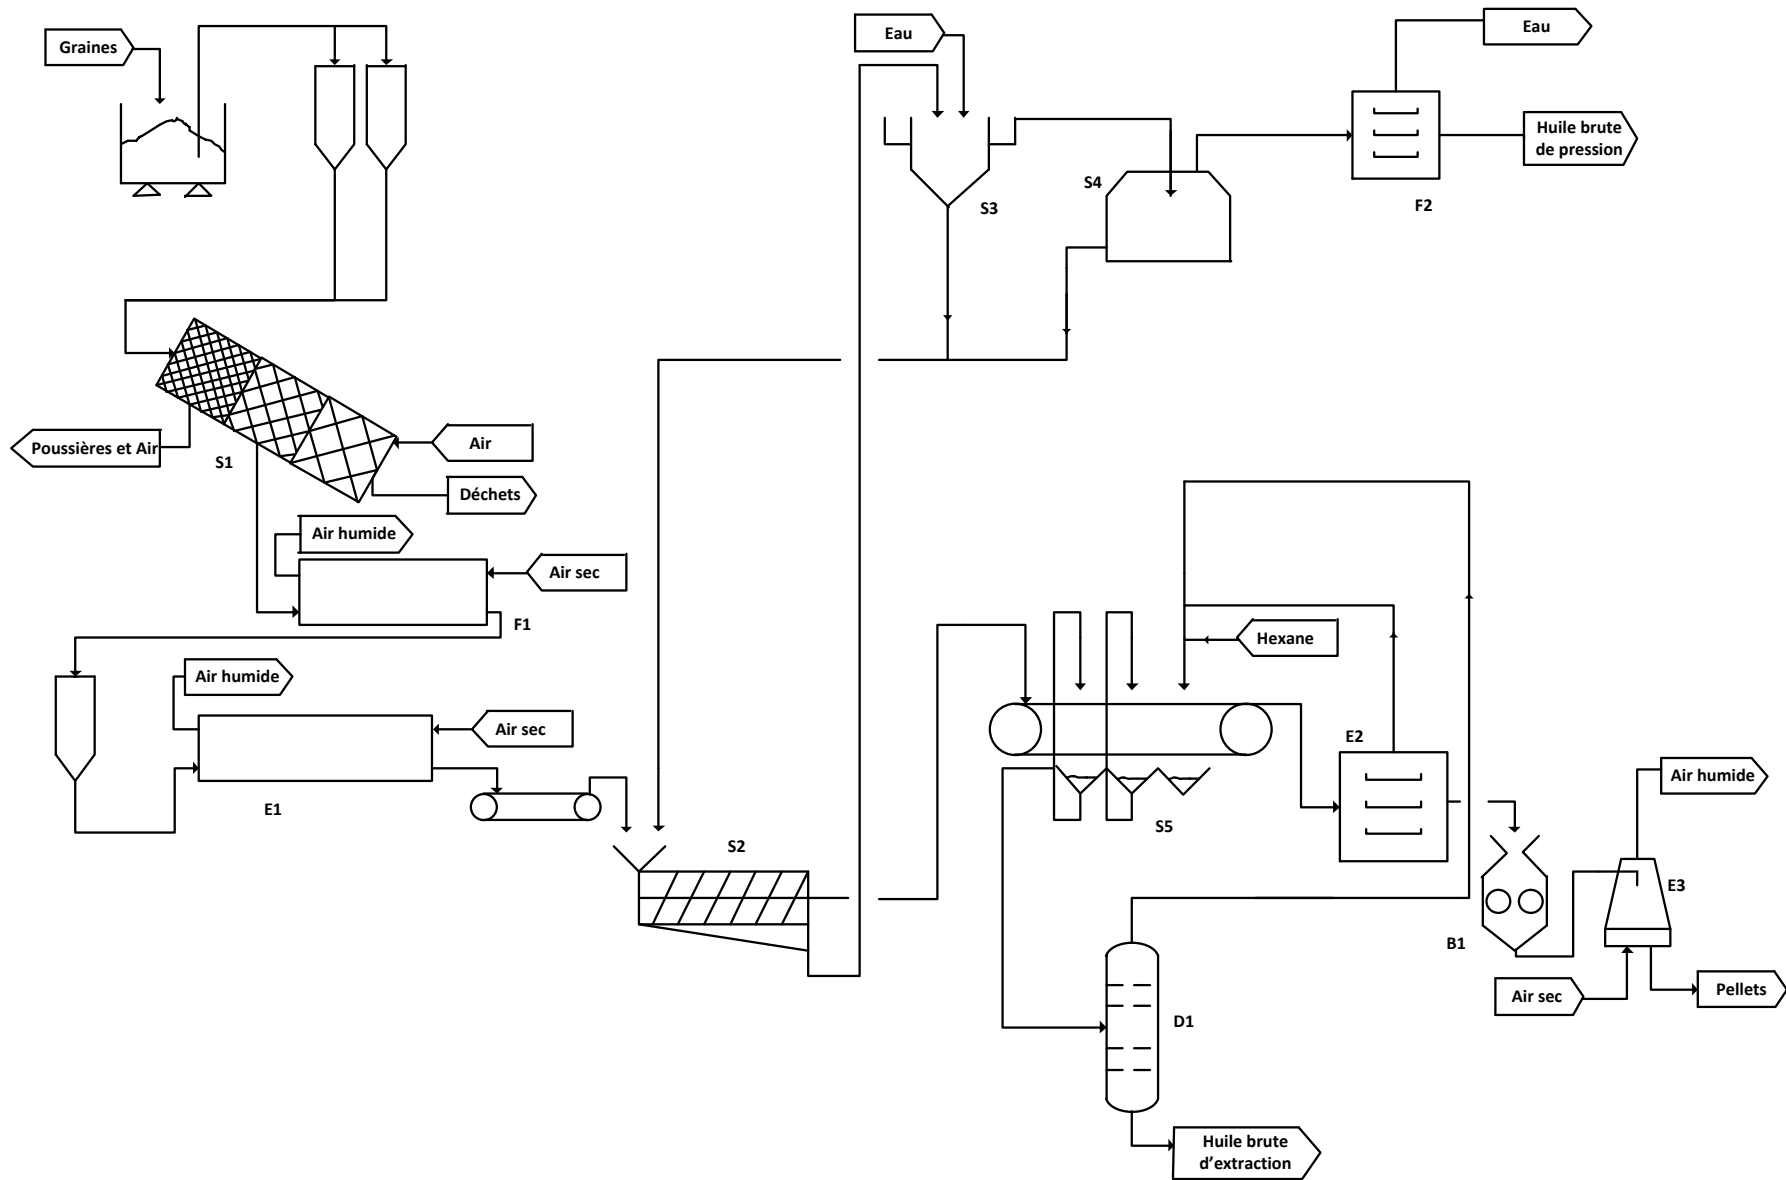 Graines
Eau
Eau
Huile brute
de pression
S4
S3
F2
Poussières et Air
S1
Air
Déchets
Air humide
Air sec
F1
Hexane
Air humide
Air sec
E1
E2
S5
S2
Air humide
E3
B1
Air sec
Pellets
D1
Huile brute
d’extraction